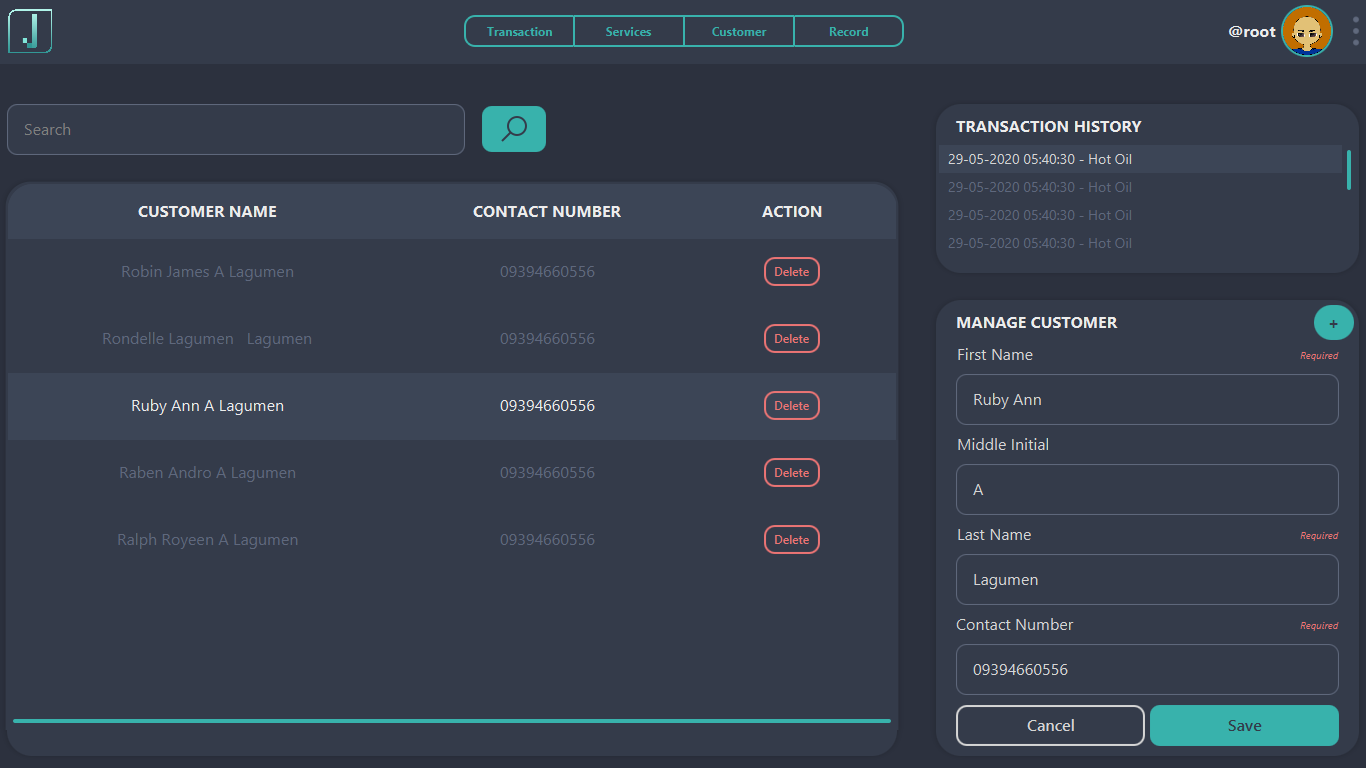 J
Transaction Services Customer Record
@root
Search
CUSTOMER NAME CONTACT NUMBER ACTION
Robin James A Lagumen 09394660556 Delete
Rondelle Lagumen Lagumen 09394660556 Delete
Ruby Ann A Lagumen 09394660556 Delete
Raben Andro A Lagumen 09394660556 Delete
Ralph Royeen A Lagumen 09394660556 Delete
TRANSACTION HISTORY
29-05-2020 05:40:30 - Hot Oil
29-05-2020 05:40:30 - Hot Oil
29-05-2020 05:40:30 - Hot Oil
29-05-2020 05:40:30 - Hot Oil
MANAGE CUSTOMER +
First Name Required
Ruby Ann
Middle Initial
A
Last Name Required
Lagumen
Contact Number Required
09394660556
Cancel Save